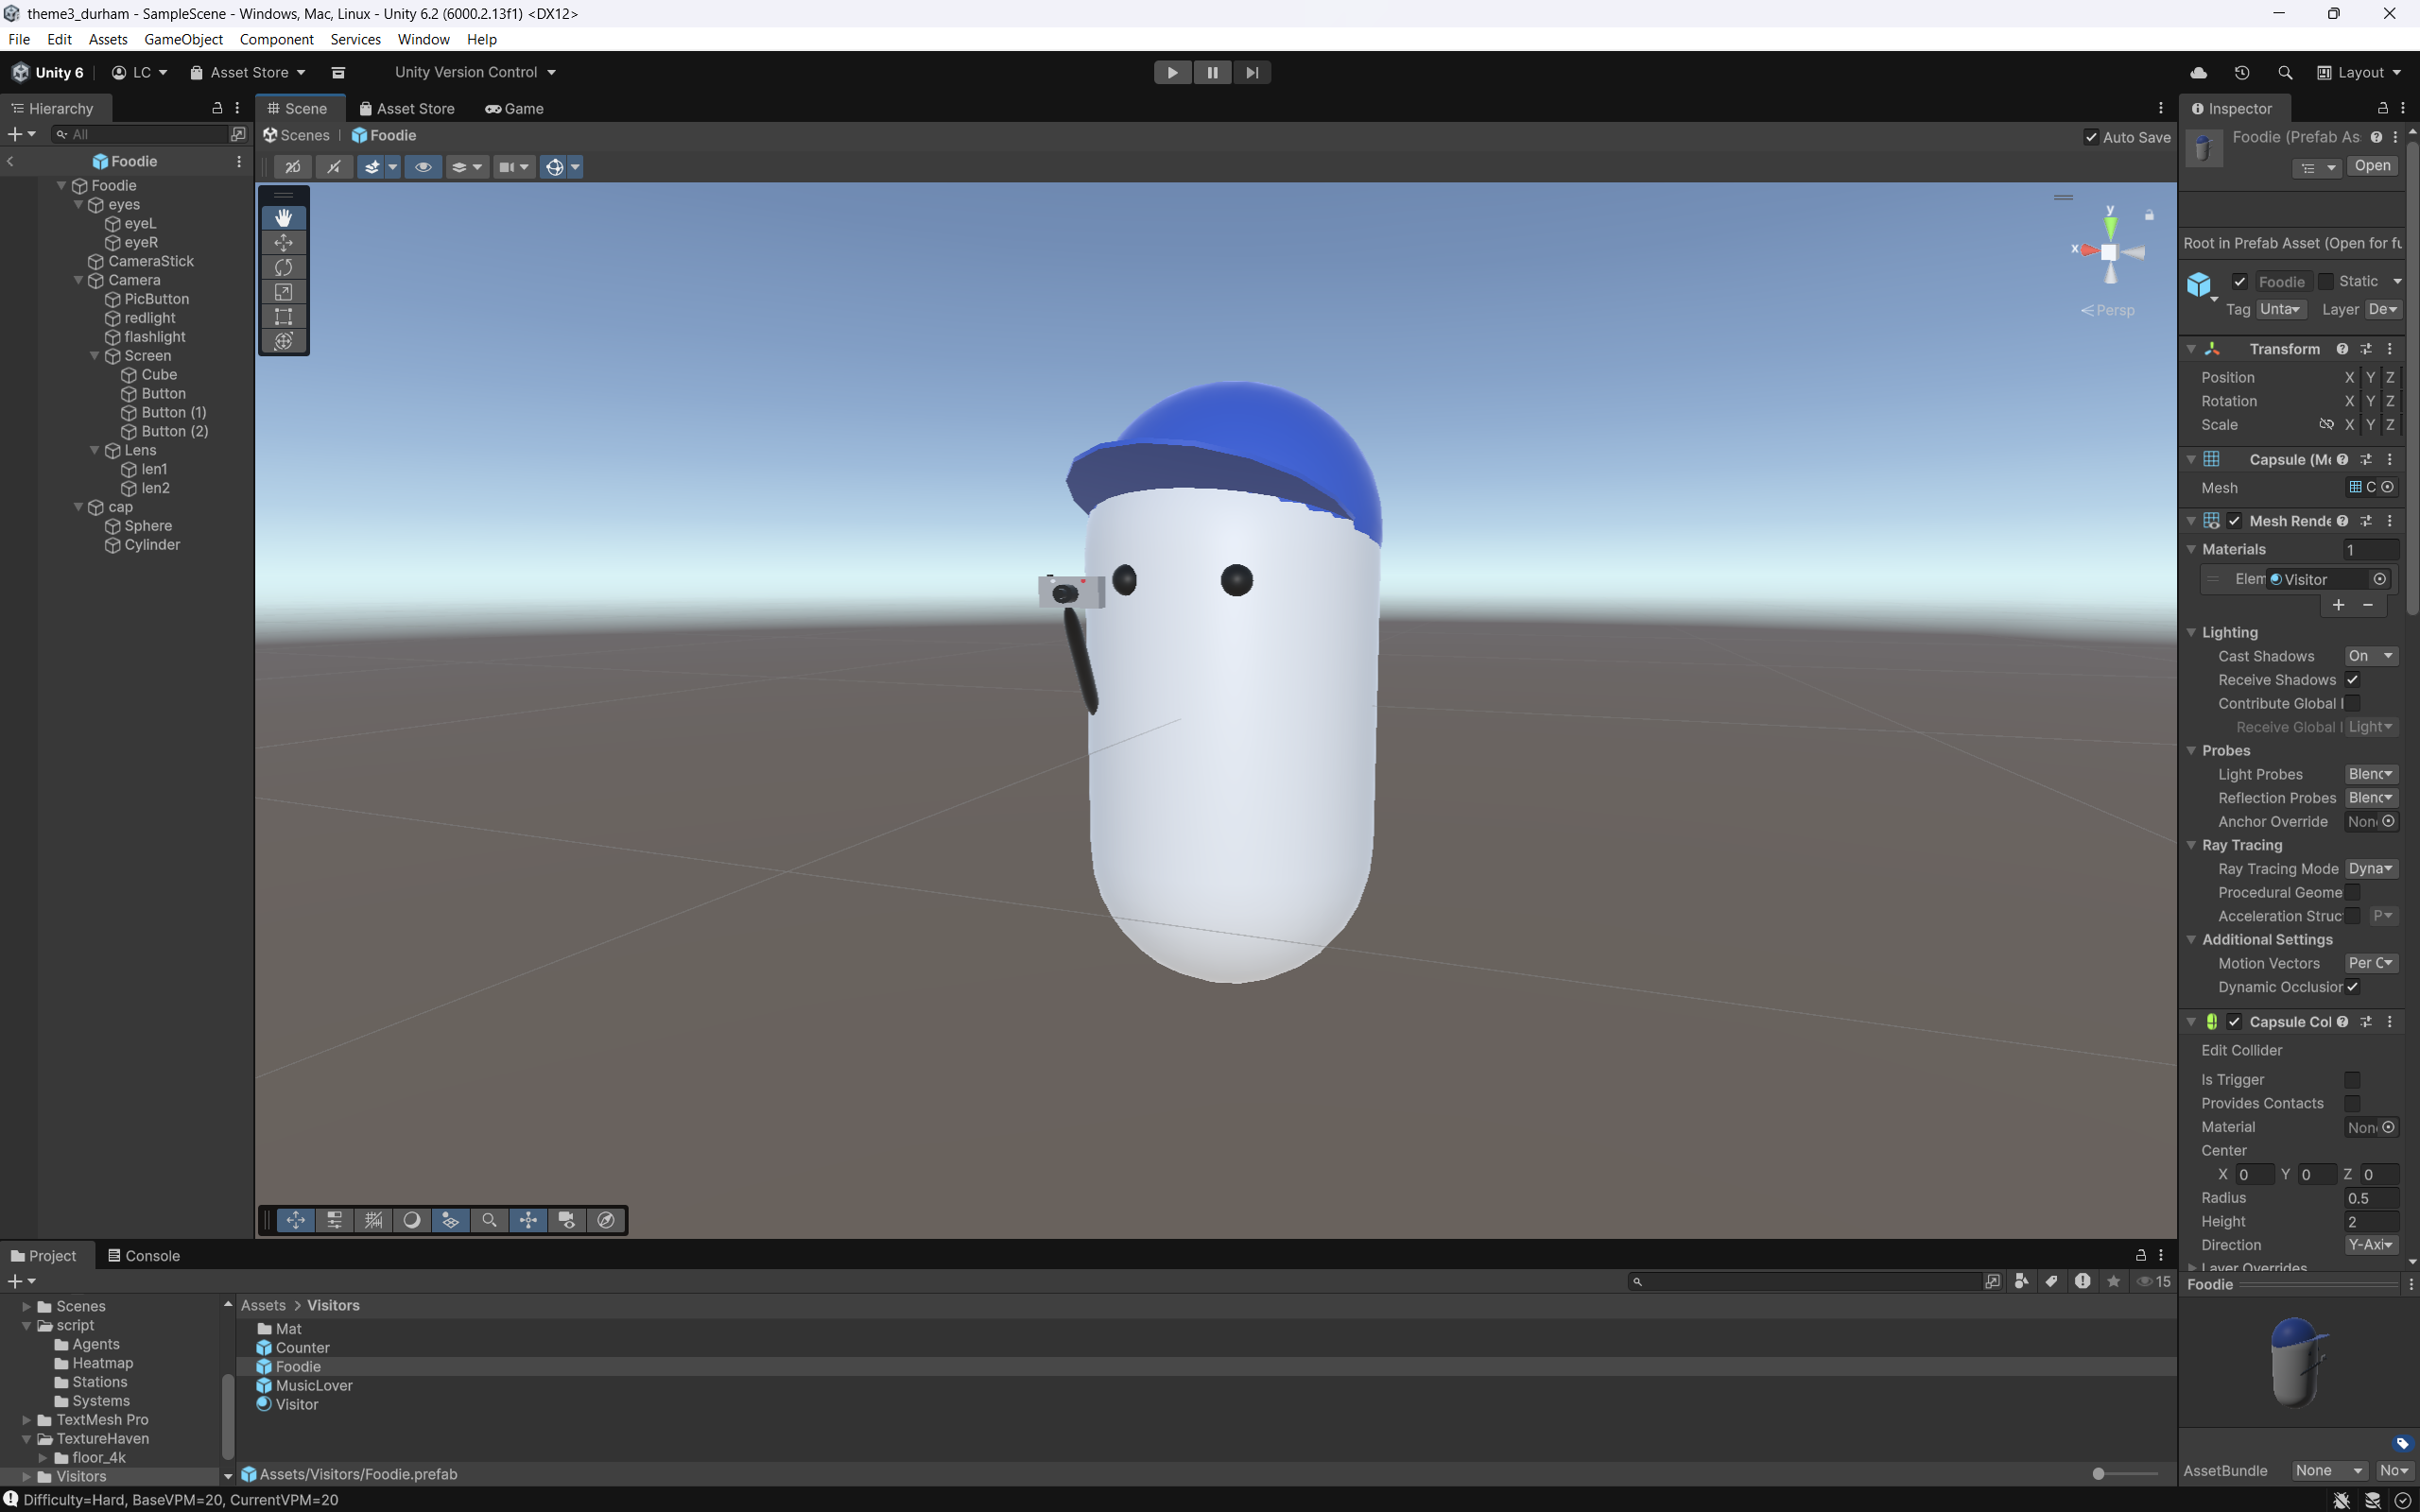 theme3_durham - SampleScene - Windows, Mac, Linux - Unity 6.2 (6000.2.13f1) <DX12>
File Edit Assets GameObject Component Services Window Help
Unity 6 LC Asset Store Unity Version Control Layout
Hierarchy Scene Asset Store Game Inspector
All
Scenes | Foodie Auto Save
Foodie (Prefab As
Open
Foodie
Foodie
eyes
eyeL
eyeR
CameraStick
Camera
PicButton
redlight
flashlight
Screen
Cube
Button
Button (1)
Button (2)
Lens
len1
len2
cap
Sphere
Cylinder
2D
y
x
Persp
Root in Prefab Asset (Open for fu
Foodie Static
Tag Unta Layer De
Transform
Position X Y Z
Rotation X Y Z
Scale X Y Z
Capsule (Me
Mesh C
Mesh Rende
Materials 1
Elem Visitor
Lighting
Cast Shadows On
Receive Shadows
Contribute Global I
Receive Global I Light
Probes
Light Probes Blend
Reflection Probes Blend
Anchor Override Non
Ray Tracing
Ray Tracing Mode Dyna
Procedural Geome
Acceleration Struc P
Additional Settings
Motion Vectors Per O
Dynamic Occlusion
Capsule Col
Edit Collider
Is Trigger
Provides Contacts
Material Non
Center
X 0 Y 0 Z 0
Radius 0.5
Height 2
Direction Y-Axi
Layer Overrides
Project Console
15
Scenes
script
Agents
Heatmap
Stations
Systems
TextMesh Pro
TextureHaven
floor_4k
Visitors
Assets > Visitors
Mat
Counter
Foodie
MusicLover
Visitor
Assets/Visitors/Foodie.prefab
Foodie
AssetBundle None No
Difficulty=Hard, BaseVPM=20, CurrentVPM=20